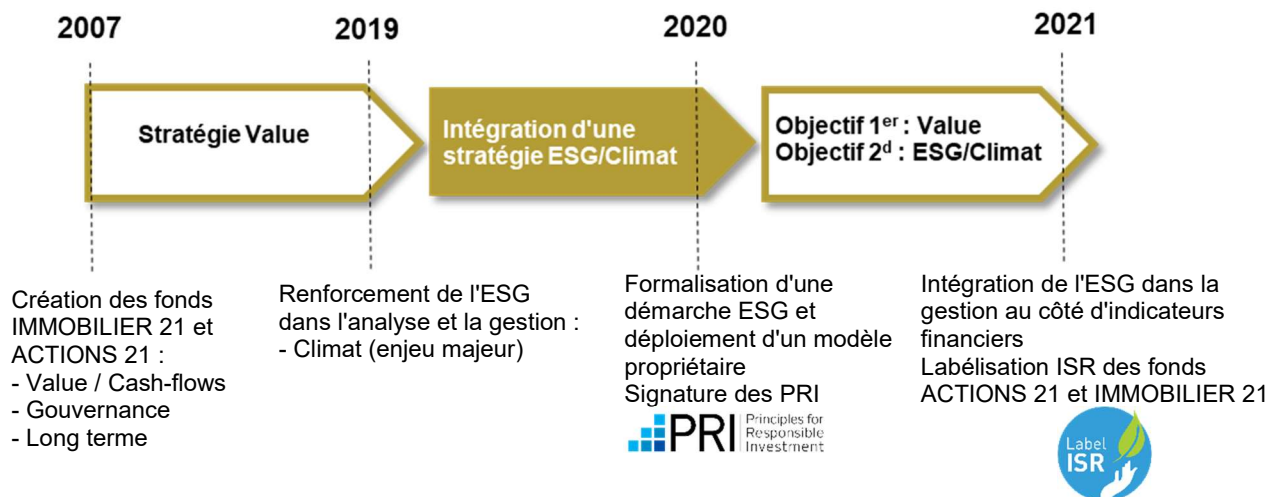 2007
2019
2020
2021
Stratégie Value
Intégration d'une
stratégie ESG/Climat
Objectif 1er : Value
Objectif 2d : ESG/Climat
Création des fonds
IMMOBILIER 21 et
ACTIONS 21 :
- Value / Cash-flows
- Gouvernance
- Long terme
Renforcement de l'ESG
dans l'analyse et la gestion :
- Climat (enjeu majeur)
Formalisation d'une
démarche ESG et
déploiement d'un modèle
propriétaire
Signature des PRI
PRI
Principles for
Responsible
Investment
Intégration de l'ESG dans la
gestion au côté d'indicateurs
financiers
Labélisation ISR des fonds
ACTIONS 21 et IMMOBILIER 21
Label
ISR